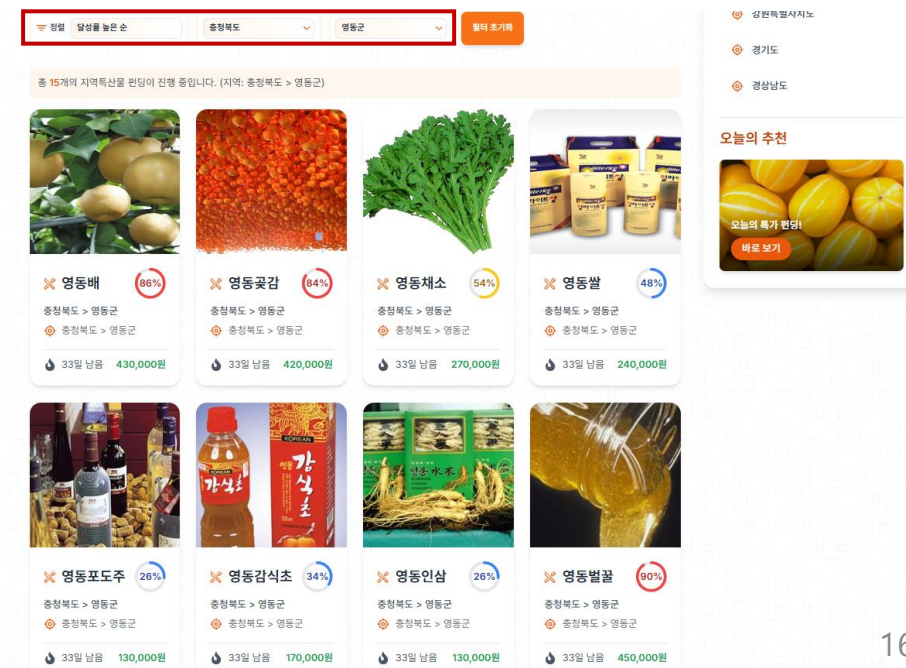 정렬 달성률 높은 순 충청북도 영동군 필터 초기화
총 15개의 지역특산물 펀딩이 진행 중입니다. (지역: 충청북도 > 영동군)
영동배 86%
충청북도 > 영동군
충청북도 > 영동군
33일 남음 430,000원
영동곶감 84%
충청북도 > 영동군
충청북도 > 영동군
33일 남음 420,000원
영동채소 54%
충청북도 > 영동군
충청북도 > 영동군
33일 남음 270,000원
영동쌀 48%
충청북도 > 영동군
충청북도 > 영동군
33일 남음 240,000원
KOREAN
감식초
KOREAN
영동
감식초
영동포도주 26%
충청북도 > 영동군
충청북도 > 영동군
33일 남음 130,000원
영동감식초 34%
충청북도 > 영동군
충청북도 > 영동군
33일 남음 170,000원
영동인삼 26%
충청북도 > 영동군
충청북도 > 영동군
33일 남음 130,000원
영동벌꿀 90%
충청북도 > 영동군
충청북도 > 영동군
33일 남음 450,000원
강원특별자치도
경기도
경상남도
오늘의 추천
오늘의 특가 펀딩!
바로 보기
16